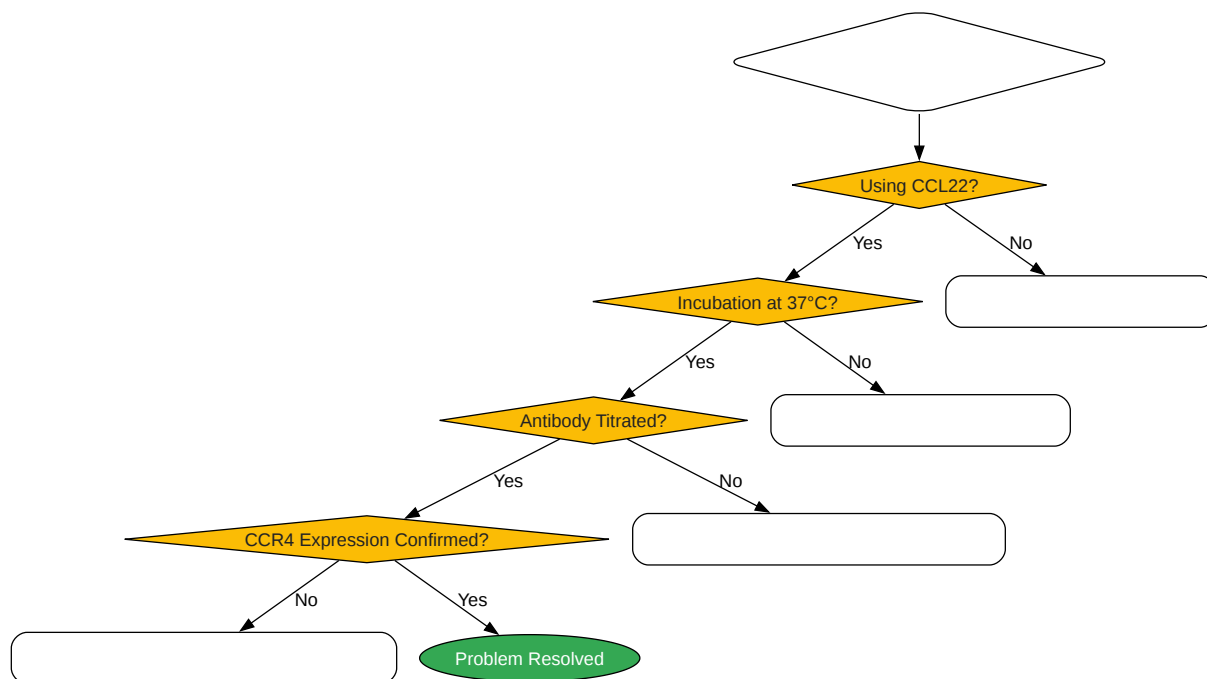 Using CCL22?
Yes
No
Incubation at 37°C?
Yes
No
Antibody Titrated?
Yes
No
CCR4 Expression Confirmed?
No
Yes
Problem Resolved